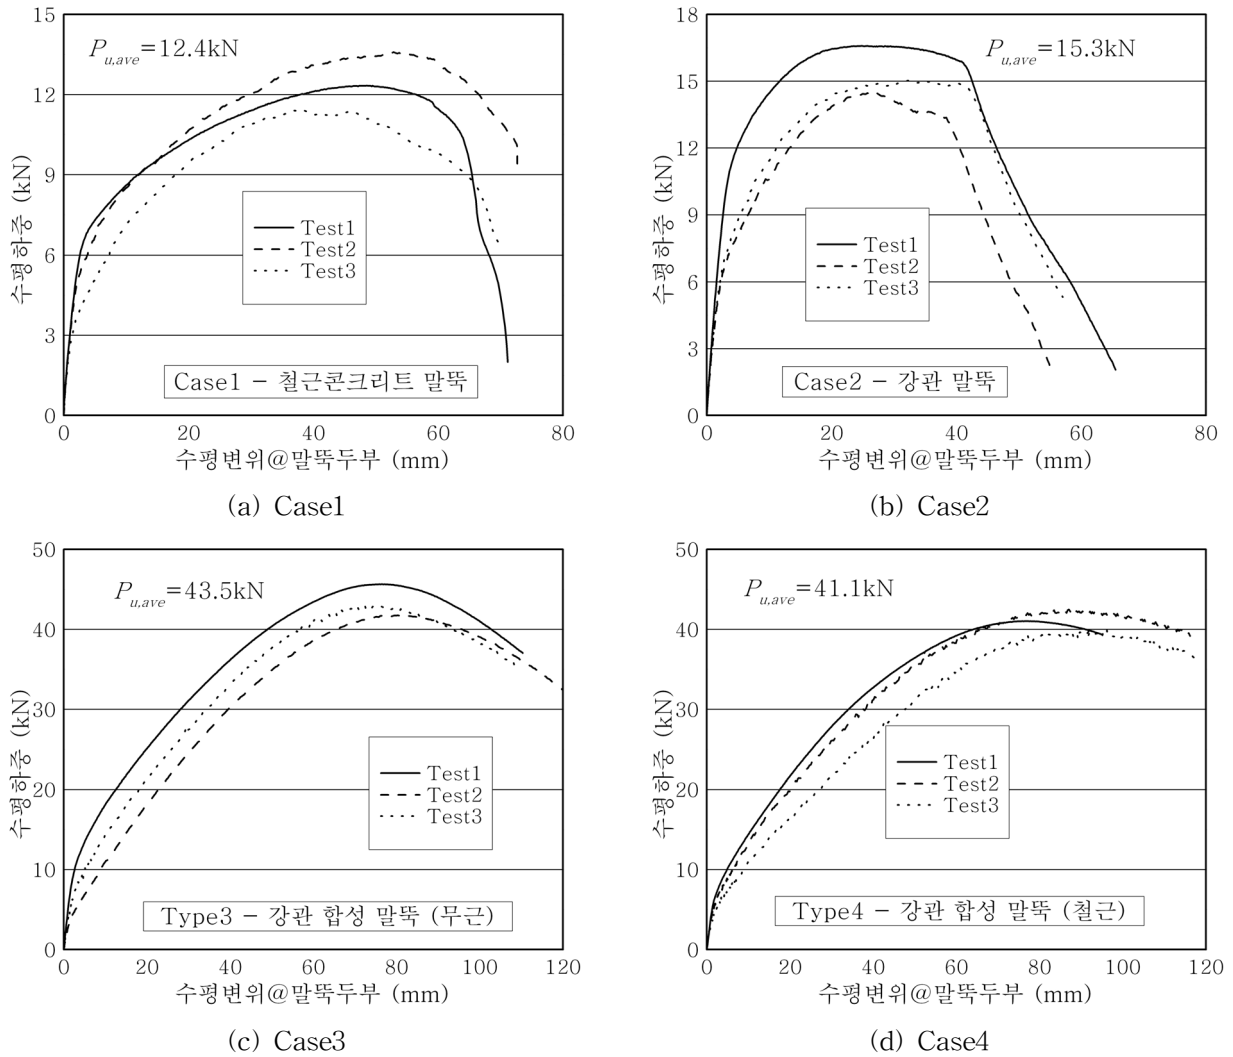 15
12
9
6
3
0
수평하중 (kN)
P_{u,ave}=12.4kN
Test1
Test2
Test3
Case1 - 철근콘크리트 말뚝
0 20 40 60 80
수평변위@말뚝두부 (mm)
(a) Case1
18
15
12
9
6
3
0
수평하중 (kN)
P_{u,ave}=15.3kN
Test1
Test2
Test3
Case2 - 강관 말뚝
0 20 40 60 80
수평변위@말뚝두부 (mm)
(b) Case2
50
40
30
20
10
0
수평하중 (kN)
P_{u,ave}=43.5kN
Test1
Test2
Test3
Type3 - 강관 합성 말뚝 (무근)
0 20 40 60 80 100 120
수평변위@말뚝두부 (mm)
(c) Case3
50
40
30
20
10
0
수평하중 (kN)
P_{u,ave}=41.1kN
Test1
Test2
Test3
Type4 - 강관 합성 말뚝 (철근)
0 20 40 60 80 100 120
수평변위@말뚝두부 (mm)
(d) Case4